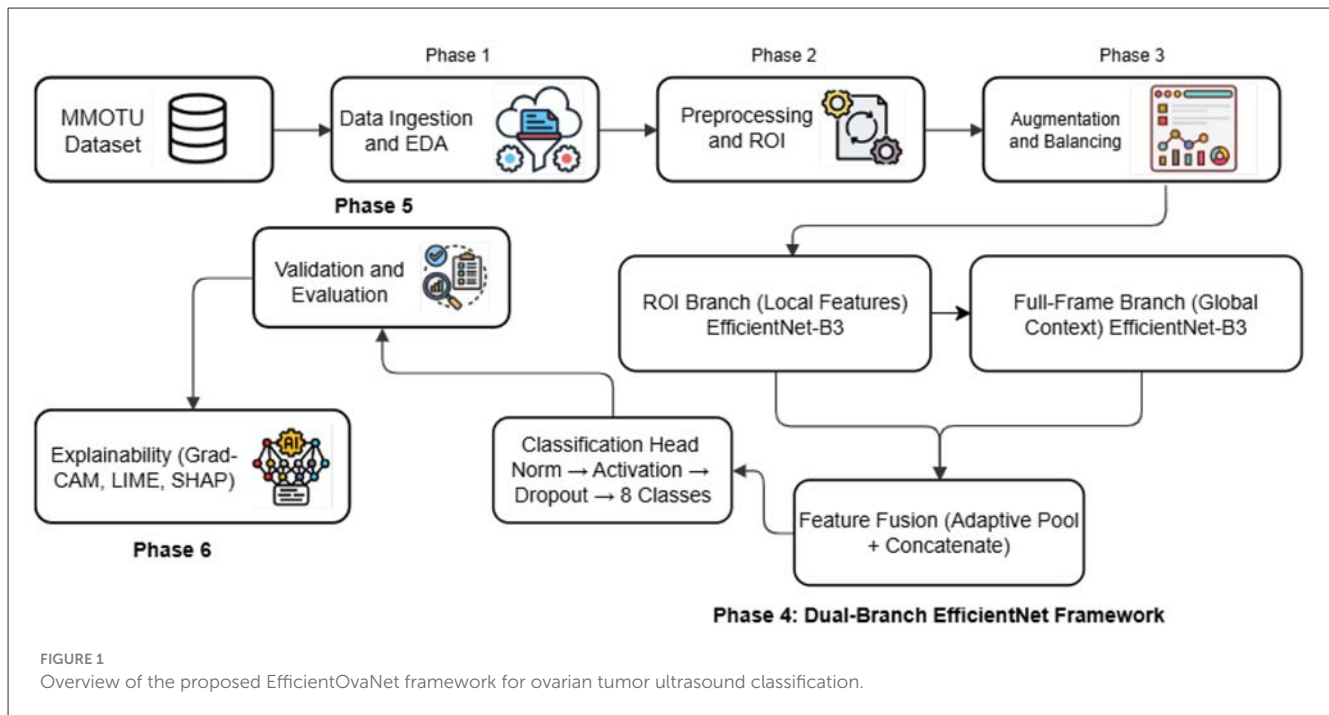 Phase 1
Phase 2
Phase 3
MMOTU
Dataset
Data Ingestion
and EDA
Preprocessing
and ROI
Augmentation
and Balancing
Phase 5
Validation and
Evaluation
ROI Branch (Local Features)
EfficientNet-B3
Full-Frame Branch (Global
Context) EfficientNet-B3
Explainability (Grad-
CAM, LIME, SHAP)
AI
Phase 6
Classification Head
Norm → Activation →
Dropout → 8 Classes
Feature Fusion (Adaptive Pool
+ Concatenate)
Phase 4: Dual-Branch EfficientNet Framework
FIGURE 1
Overview of the proposed EfficientOvaNet framework for ovarian tumor ultrasound classification.